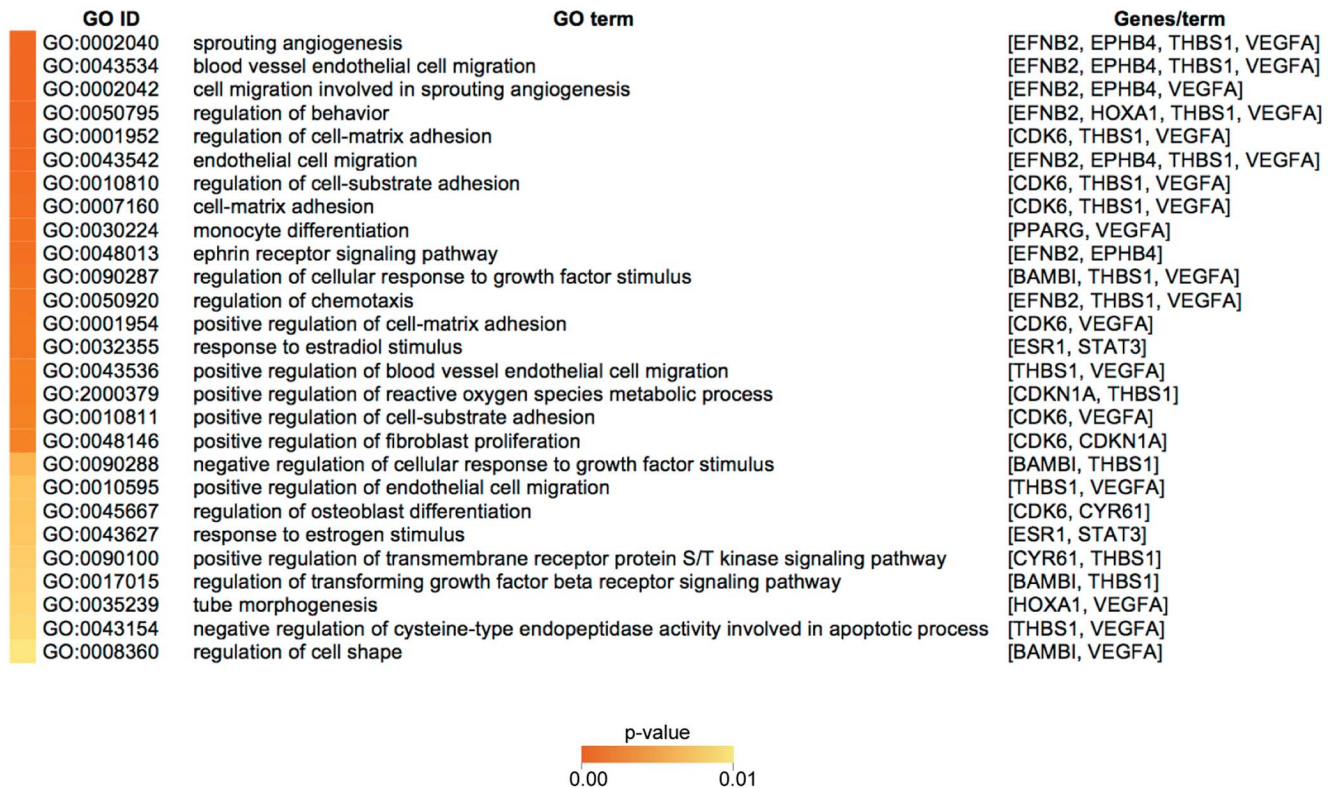 GO ID GO term Genes/term
GO:0002040 sprouting angiogenesis [EFNB2, EPHB4, THBS1, VEGFA]
GO:0043534 blood vessel endothelial cell migration [EFNB2, EPHB4, THBS1, VEGFA]
GO:0002042 cell migration involved in sprouting angiogenesis [EFNB2, EPHB4, VEGFA]
GO:0050795 regulation of behavior [EFNB2, HOXA1, THBS1, VEGFA]
GO:0001952 regulation of cell-matrix adhesion [CDK6, THBS1, VEGFA]
GO:0043542 endothelial cell migration [EFNB2, EPHB4, THBS1, VEGFA]
GO:0010810 regulation of cell-substrate adhesion [CDK6, THBS1, VEGFA]
GO:0007160 cell-matrix adhesion [CDK6, THBS1, VEGFA]
GO:0030224 monocyte differentiation [PPARG, VEGFA]
GO:0048013 ephrin receptor signaling pathway [EFNB2, EPHB4]
GO:0090287 regulation of cellular response to growth factor stimulus [BAMBI, THBS1, VEGFA]
GO:0050920 regulation of chemotaxis [EFNB2, THBS1, VEGFA]
GO:0001954 positive regulation of cell-matrix adhesion [CDK6, VEGFA]
GO:0032355 response to estradiol stimulus [ESR1, STAT3]
GO:0043536 positive regulation of blood vessel endothelial cell migration [THBS1, VEGFA]
GO:2000379 positive regulation of reactive oxygen species metabolic process [CDKN1A, THBS1]
GO:0010811 positive regulation of cell-substrate adhesion [CDK6, VEGFA]
GO:0048146 positive regulation of fibroblast proliferation [CDK6, CDKN1A]
GO:0090288 negative regulation of cellular response to growth factor stimulus [BAMBI, THBS1]
GO:0010595 positive regulation of endothelial cell migration [THBS1, VEGFA]
GO:0045667 regulation of osteoblast differentiation [CDK6, CYR61]
GO:0043627 response to estrogen stimulus [ESR1, STAT3]
GO:0090100 positive regulation of transmembrane receptor protein S/T kinase signaling pathway [CYR61, THBS1]
GO:0017015 regulation of transforming growth factor beta receptor signaling pathway [BAMBI, THBS1]
GO:0035239 tube morphogenesis [HOXA1, VEGFA]
GO:0043154 negative regulation of cysteine-type endopeptidase activity involved in apoptotic process [THBS1, VEGFA]
GO:0008360 regulation of cell shape [BAMBI, VEGFA]
p-value
0.00 0.01